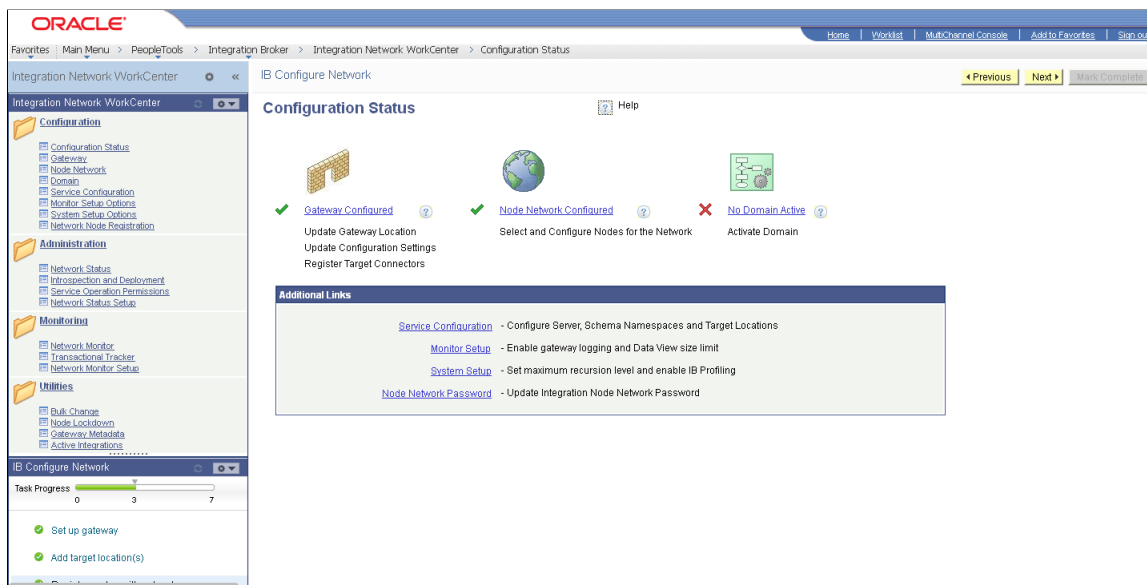 ORACLE
Home | Worklist | MultiChannel Console | Add to Favorites | Sign out
Favorites | Main Menu > PeopleTools > Integration Broker > Integration Network WorkCenter > Configuration Status
Integration Network WorkCenter «
Integration Network WorkCenter
Configuration
Configuration Status
Gateway
Node Network
Domain
Service Configuration
Monitor Setup Options
System Setup Options
Network Node Registration
Administration
Network Status
Introspection and Deployment
Service Operation Permissions
Network Status Setup
Monitoring
Network Monitor
Transactional Tracker
Network Monitor Setup
Utilities
Bulk Change
Node Lockdown
Gateway Metadata
Active Integrations
IB Configure Network
Task Progress
0 3 7
Set up gateway
Add target location(s)
IB Configure Network
Previous Next Mark Complete
Configuration Status
? Help
Gateway Configured ?
Update Gateway Location
Update Configuration Settings
Register Target Connectors
Node Network Configured ?
Select and Configure Nodes for the Network
No Domain Active ?
Activate Domain
Additional Links
Service Configuration - Configure Server, Schema Namespaces and Target Locations
Monitor Setup - Enable gateway logging and Data View size limit
System Setup - Set maximum recursion level and enable IB Profiling
Node Network Password - Update Integration Node Network Password